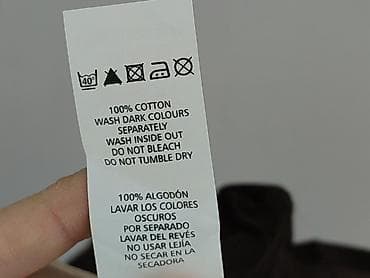 40°
100% COTTON
WASH DARK COLOURS
SEPARATELY
WASH INSIDE OUT
DO NOT BLEACH
DO NOT TUMBLE DRY
100% ALGODÓN
LAVAR LOS COLORES
OSCUROS
POR SEPARADO
LAVAR DEL REVÉS
NO USAR LEJÍA
NO SECAR EN LA
SECADORA